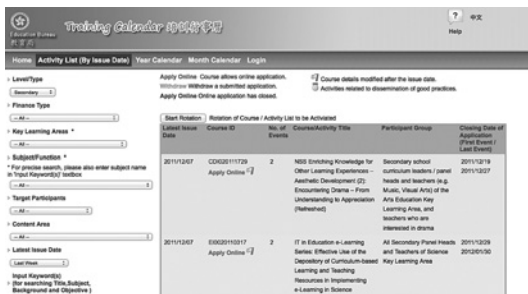 Education Bureau
教育局
Training Calendar 培訓行事曆
? 中文
Help
Home Activity List (By Issue Date) Year Calendar Month Calendar Login
Level/Type
Secondary
Finance Type
-- All --
Key Learning Areas *
-- All --
Subject/Function *
* For precise search, please also enter subject name
in 'Input Keyword(s)' textbox
-- All --
Target Participants
-- All --
Content Area
-- All --
Latest Issue Date
Last Week
Input Keyword(s)
(for searching Title,Subject,
Background and Objective )
Apply Online Course allows online application.
Withdraw Withdraw a submitted application.
Apply Online Online application has closed.
Course details modified after the issue date.
Activities related to dissemination of good practices.
Start Rotation Rotation of Course / Activity List to be Activated
Latest Issue Date Course ID No. of Events Course/Activity Title Participant Group Closing Date of Application (First Event / Last Event)
2011/12/07 CDI020111729 2 NSS Enriching Knowledge for Secondary school 2011/12/19
Apply Online Other Learning Experiences – curriculum leaders / panel 2011/12/27
Aesthetic Development (2): heads and teachers (e.g.
Encountering Drama – From Music, Visual Arts) of the
Understanding to Appreciation Arts Education Key
(Refreshed) Learning Area, and
teachers who are
interested in drama
2011/12/07 EI0020110317 2 IT in Education e-Learning All Secondary Panel Heads 2011/12/29
Apply Online Series: Effective Use of the and Teachers of Science 2012/01/30
Depository of Curriculum-based Key Learning Area
Learning and Teaching
Resources in Implementing
e-Learning in Science